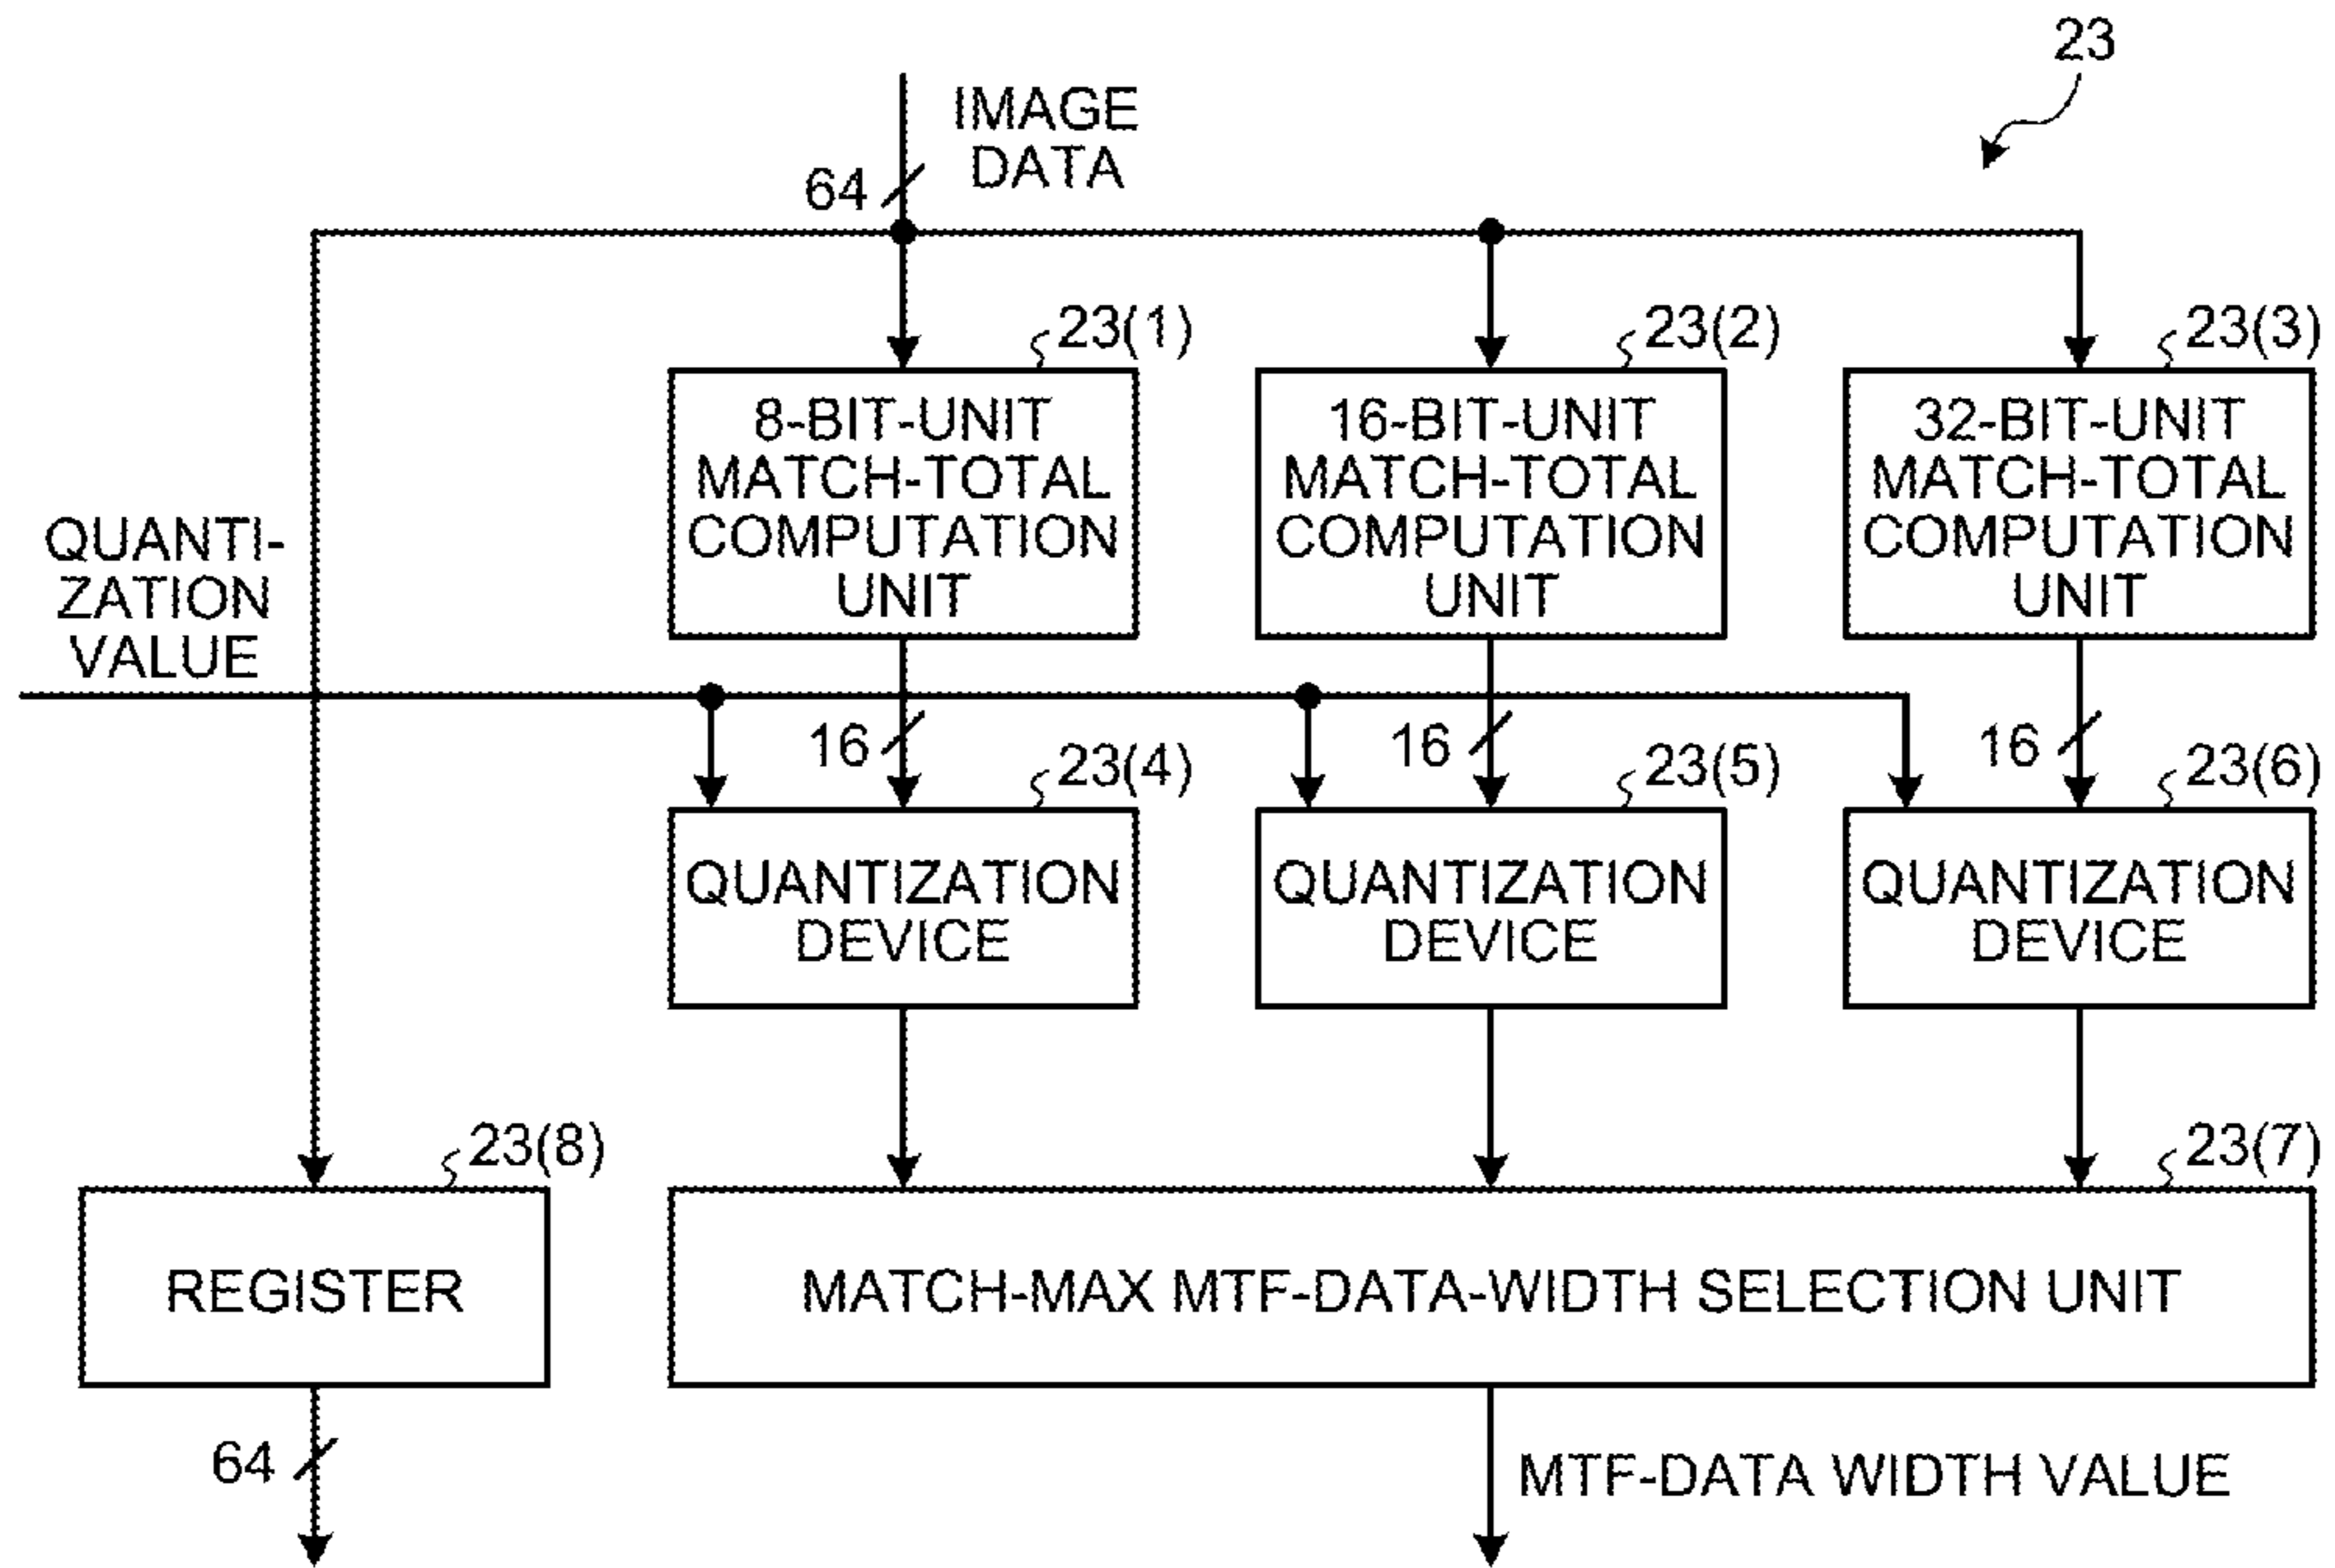 23
IMAGE
DATA
64
23(1)
23(2)
23(3)
8-BIT-UNIT
MATCH-TOTAL
COMPUTATION
UNIT
16-BIT-UNIT
MATCH-TOTAL
COMPUTATION
UNIT
32-BIT-UNIT
MATCH-TOTAL
COMPUTATION
UNIT
QUANTI-
ZATION
VALUE
16
16
16
23(4)
23(5)
23(6)
QUANTIZATION
DEVICE
QUANTIZATION
DEVICE
QUANTIZATION
DEVICE
23(8)
23(7)
REGISTER
MATCH-MAX MTF-DATA-WIDTH SELECTION UNIT
64
MTF-DATA WIDTH VALUE